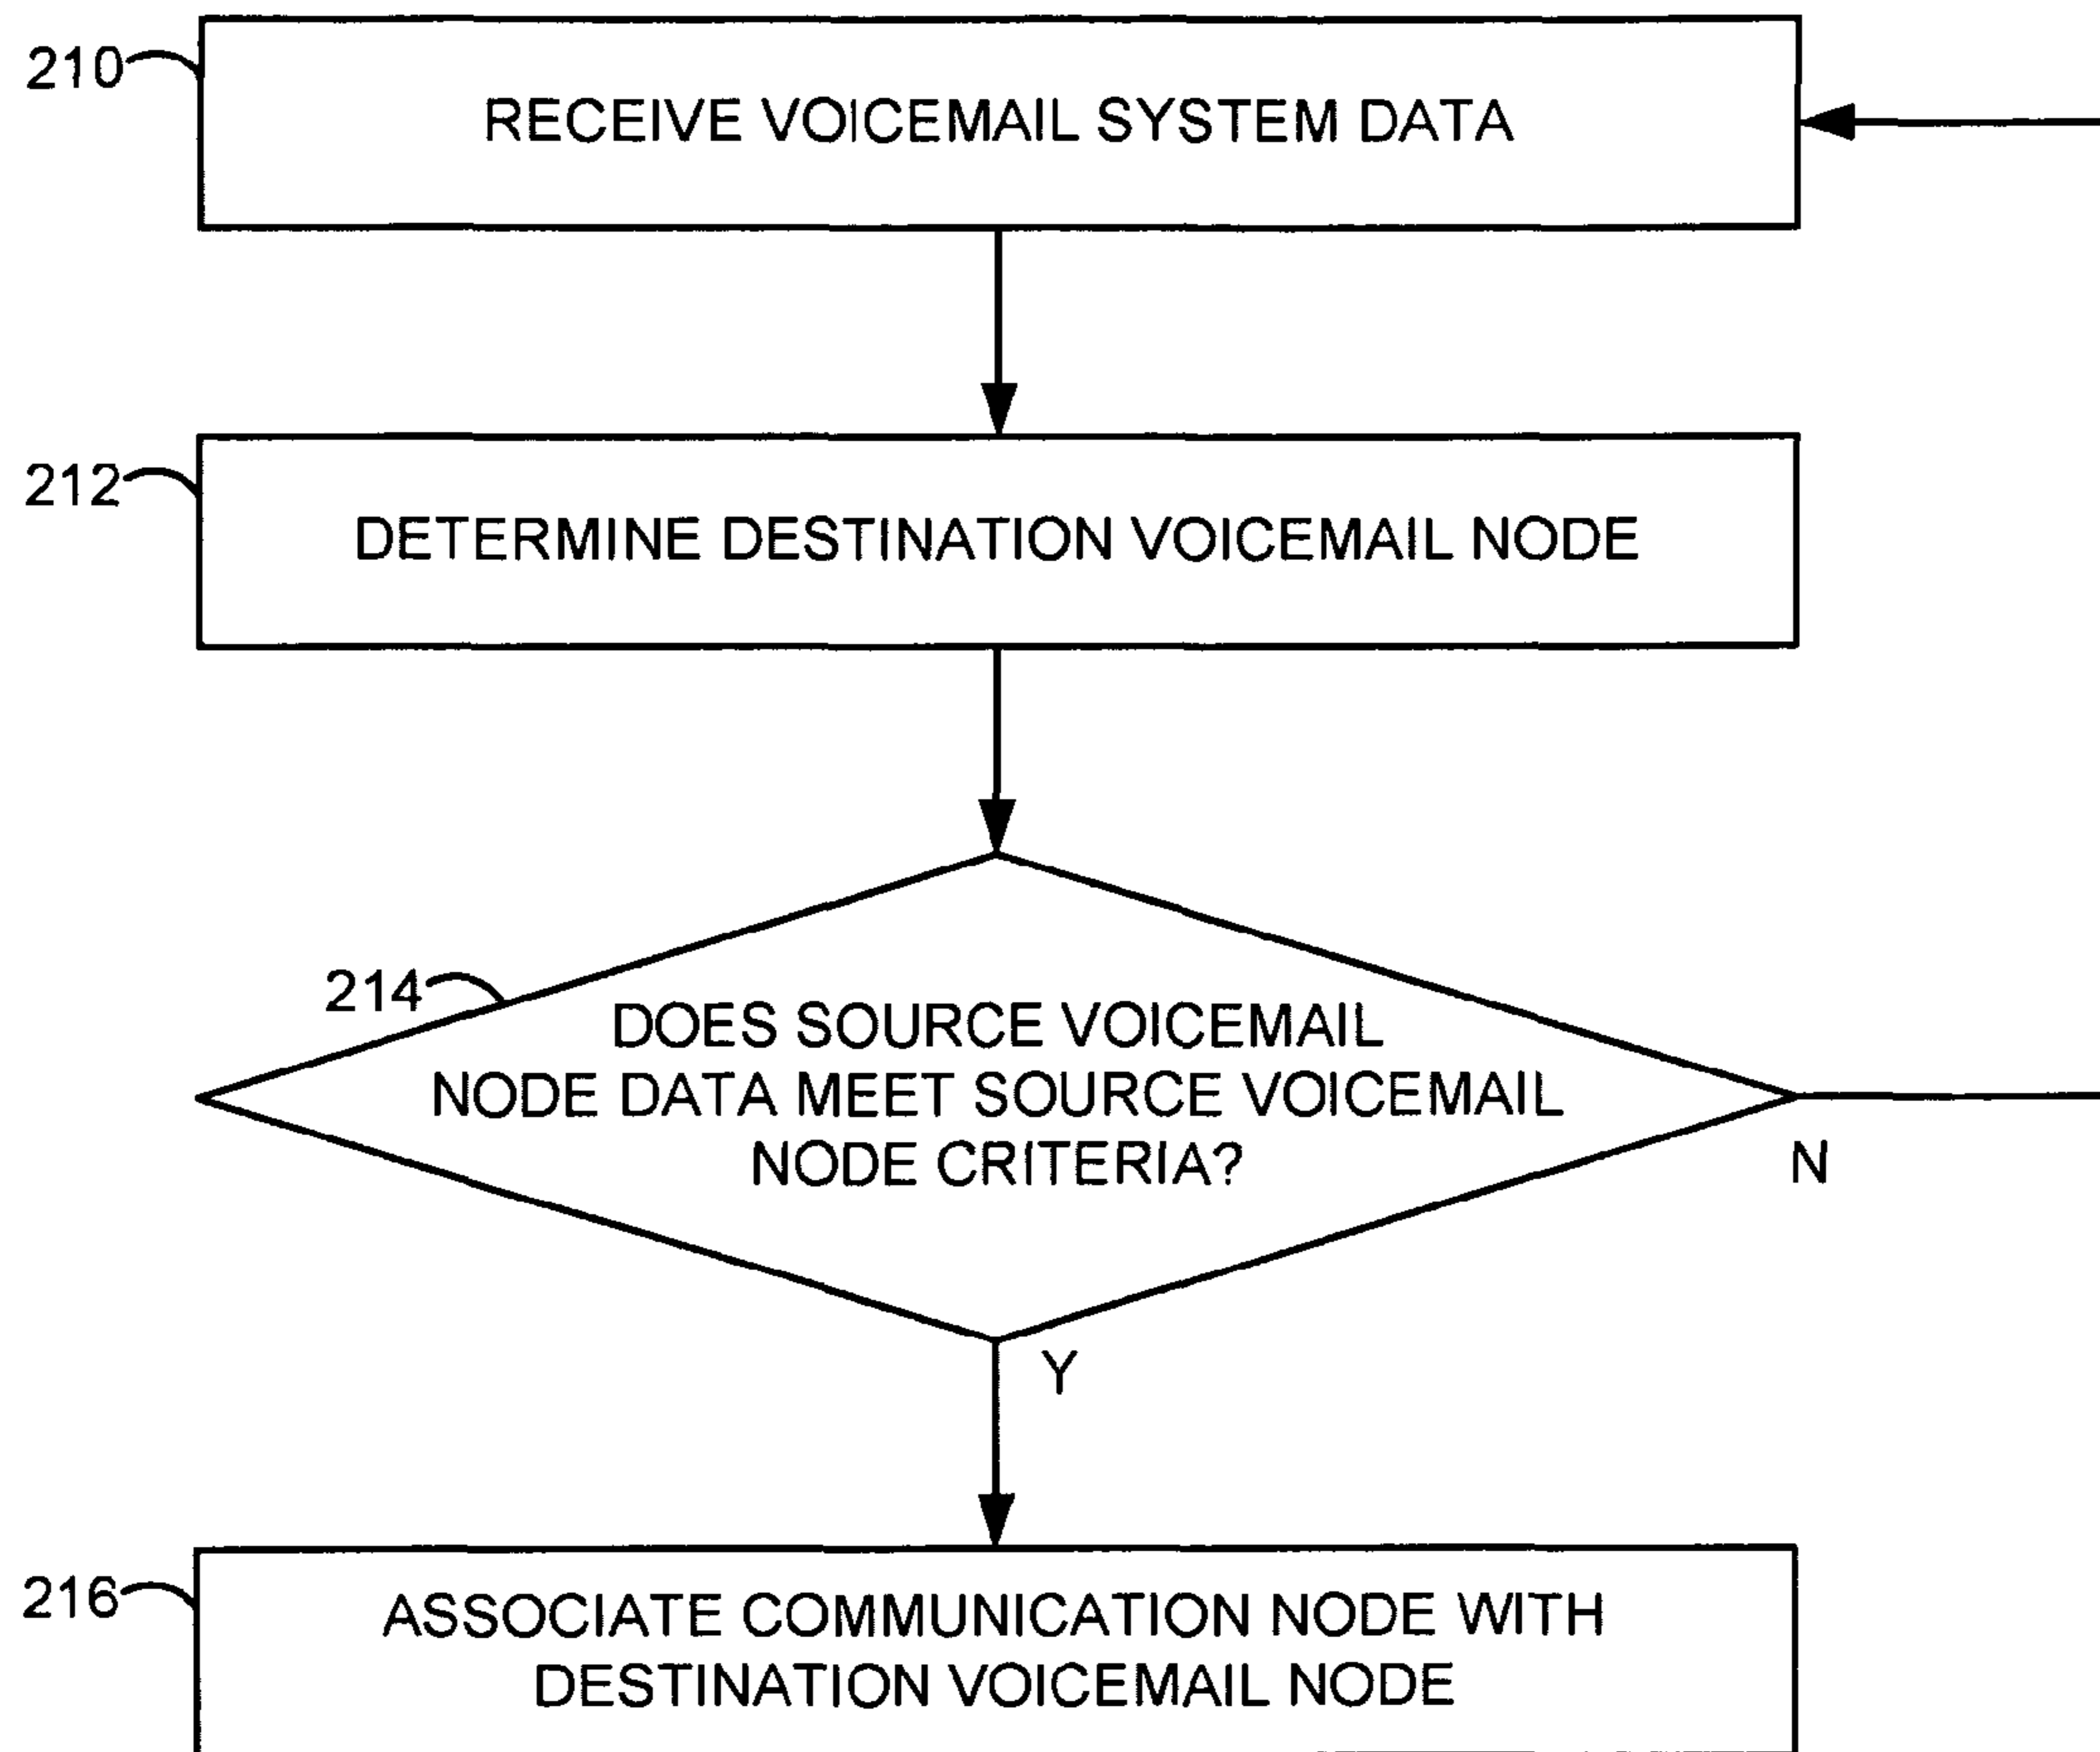 210
RECEIVE VOICEMAIL SYSTEM DATA
212
DETERMINE DESTINATION VOICEMAIL NODE
214
DOES SOURCE VOICEMAIL
NODE DATA MEET SOURCE VOICEMAIL
NODE CRITERIA?
N
Y
216
ASSOCIATE COMMUNICATION NODE WITH
DESTINATION VOICEMAIL NODE